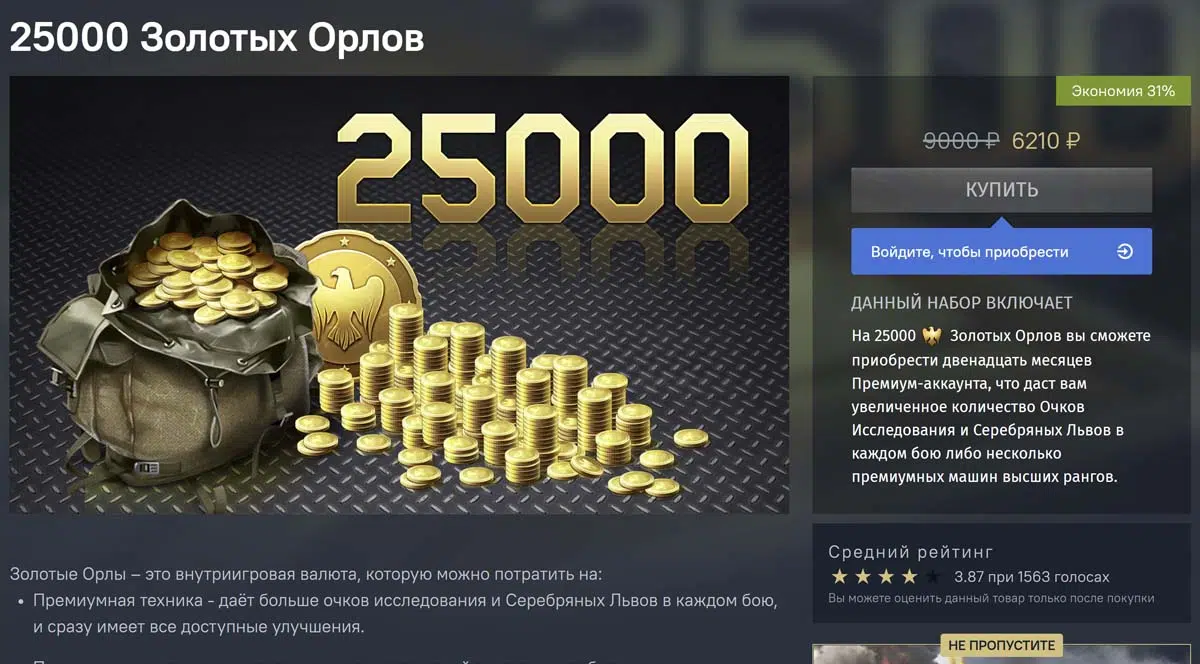 25000 Золотых Орлов
25000
Экономия 31%
9000 ₽ 6210 ₽
КУПИТЬ
Войдите, чтобы приобрести
ДАННЫЙ НАБОР ВКЛЮЧАЕТ
На 25000 Золотых Орлов вы сможете
приобрести двенадцать месяцев
Премиум-аккаунта, что даст вам
увеличенное количество Очков
Исследования и Серебряных Львов в
каждом бою либо несколько
премиумных машин высших рангов.
Золотые Орлы – это внутриигровая валюта, которую можно потратить на:
• Премиумная техника - даёт больше очков исследования и Серебряных Львов в каждом бою,
и сразу имеет все доступные улучшения.
Средний рейтинг
3.87 при 1563 голосах
Вы можете оценить данный товар только после покупки
НЕ ПРОПУСТИТЕ